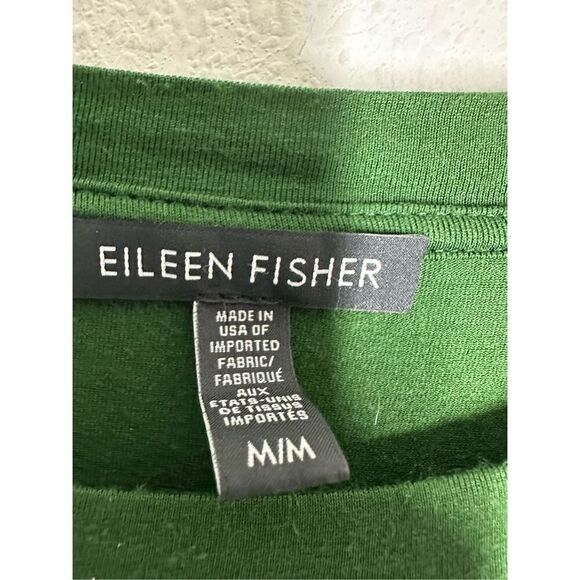 EILEEN FISHER
MADE IN
USA OF
IMPORTED
FABRIC/
FABRIQUÉ
AUX
ETATS-UNIS
DE TISSUS
IMPORTÉS
M/M